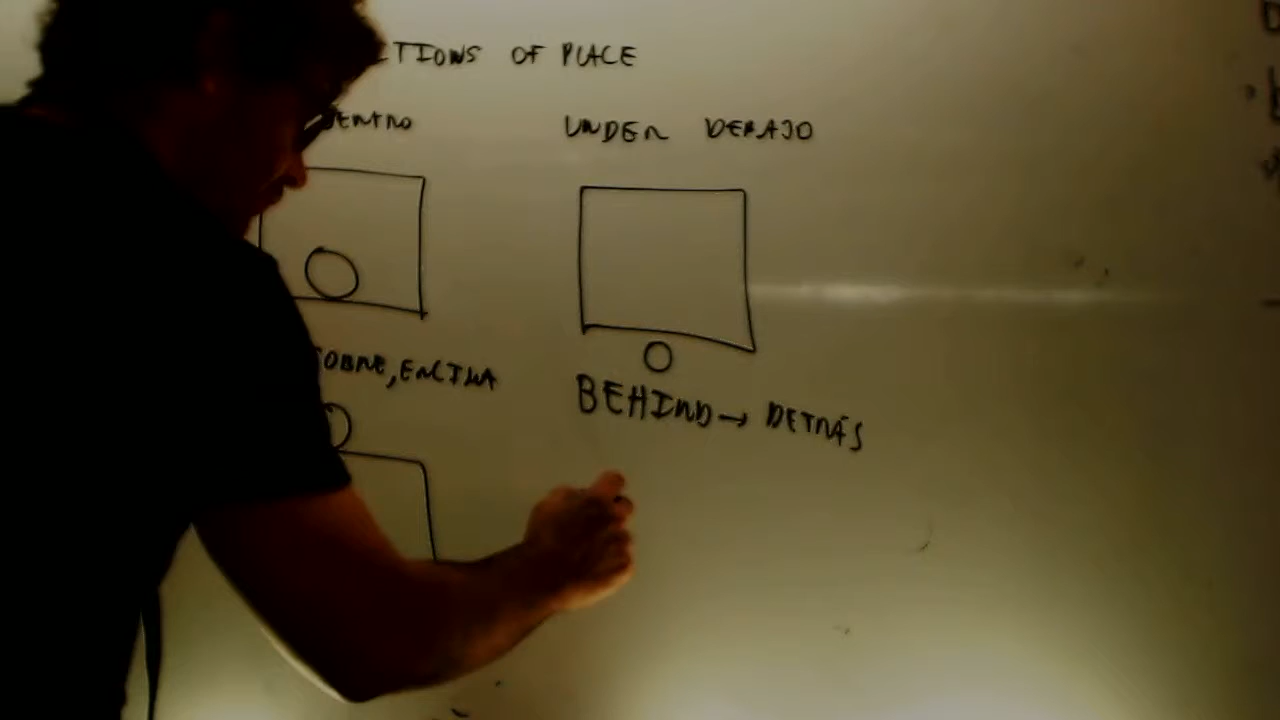 TIONS OF PLACE
ENTRO
UNDER DEBAJO
SOBRE, ENCIMA
BEHIND → DETRÁS